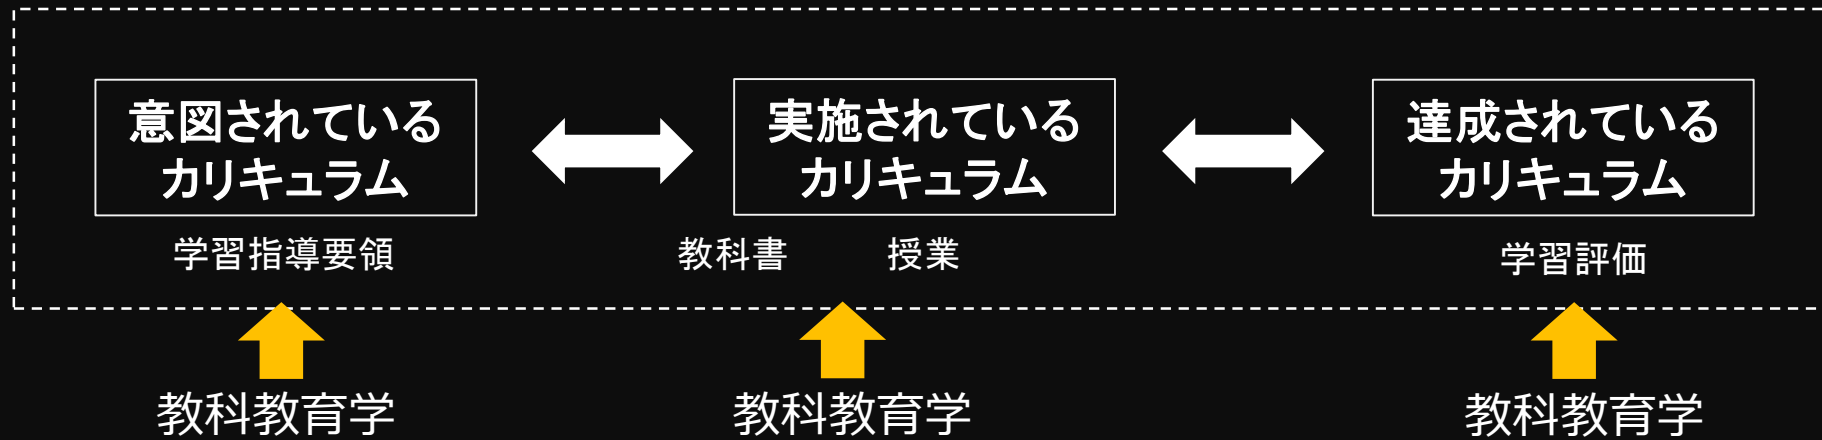 意図されている
カリキュラム
実施されている
カリキュラム
達成されている
カリキュラム
学習指導要領
教科書
授業
学習評価
教科教育学
教科教育学
教科教育学